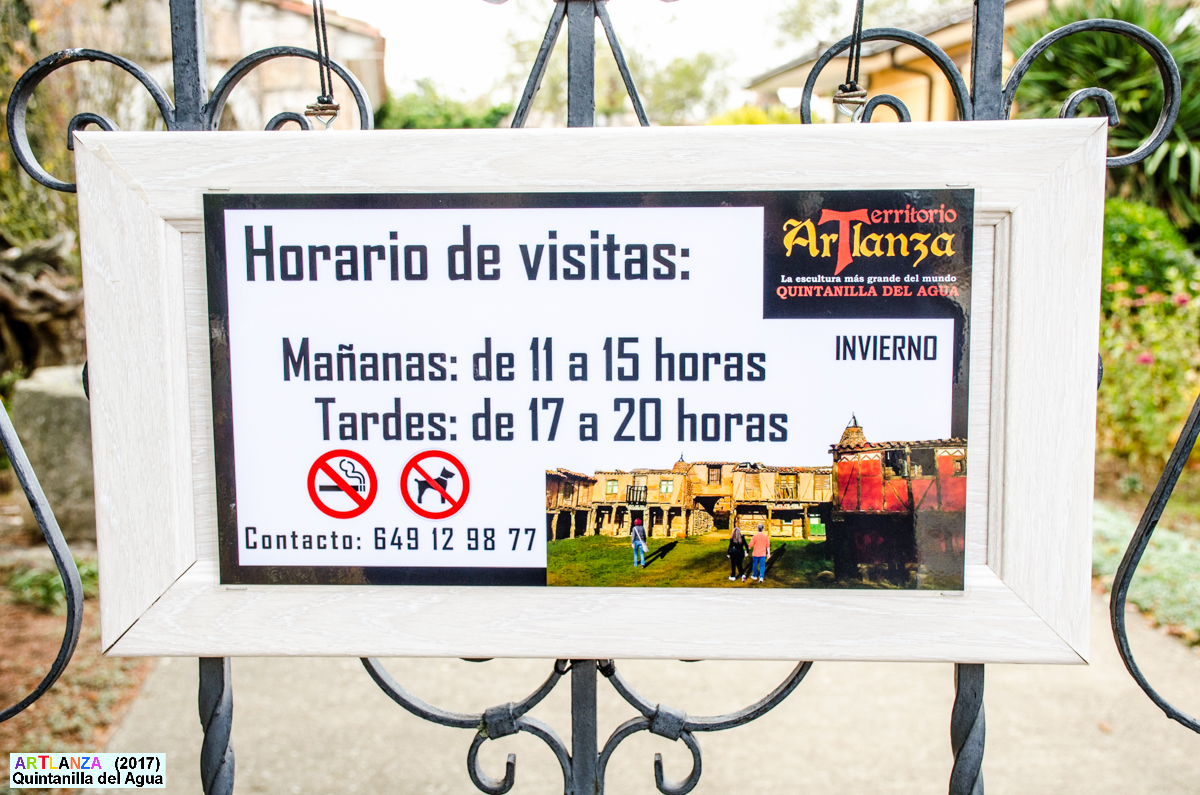 Horario de visitas:
Territorio
ArTlanza
La escultura más grande del mundo
QUINTANILLA DEL AGUA
INVIERNO
Mañanas: de 11 a 15 horas
Tardes: de 17 a 20 horas
Contacto: 649 12 98 77
ARTLANZA (2017)
Quintanilla del Agua